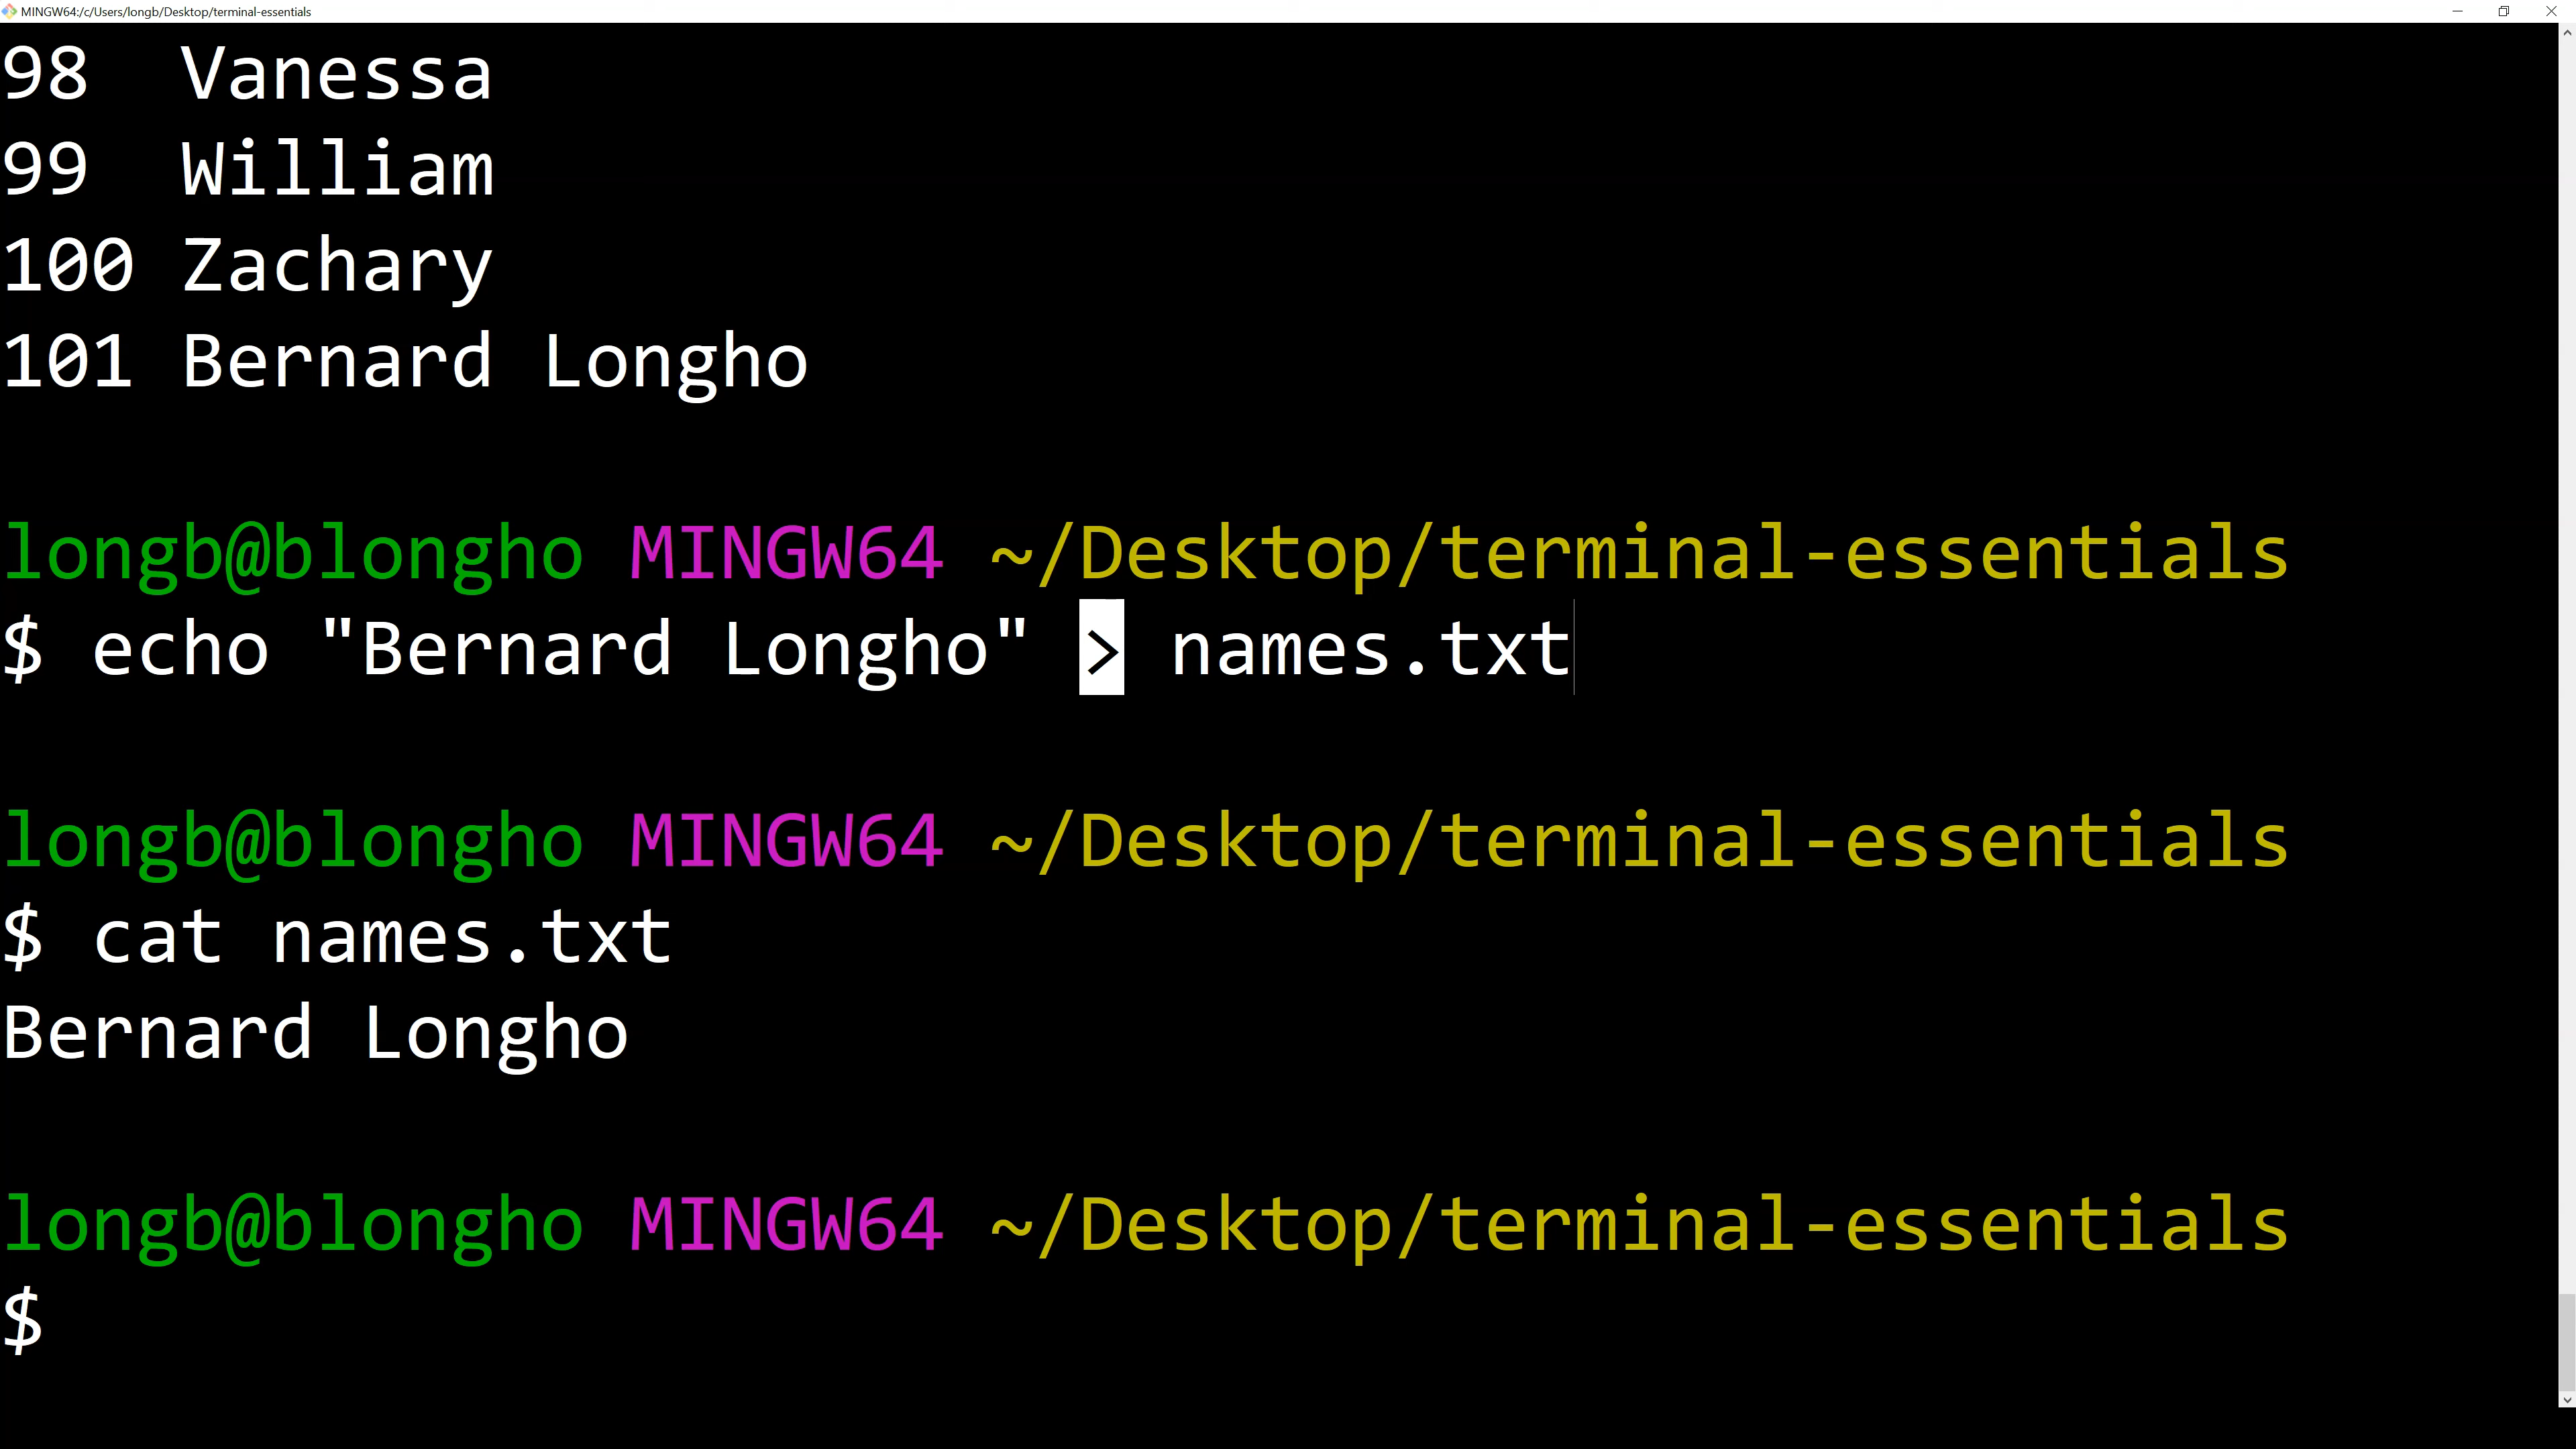 MINGW64:/c/Users/longb/Desktop/terminal-essentials
98  Vanessa
99  William
100 Zachary
101 Bernard Longho
longb@blongho MINGW64 ~/Desktop/terminal-essentials
$ echo "Bernard Longho" > names.txt
longb@blongho MINGW64 ~/Desktop/terminal-essentials
$ cat names.txt
Bernard Longho
longb@blongho MINGW64 ~/Desktop/terminal-essentials
$